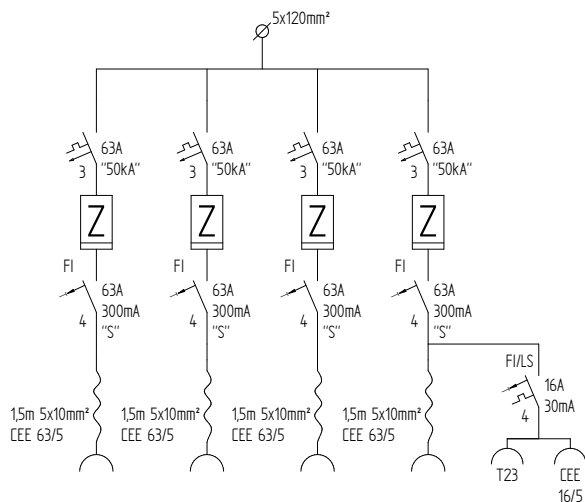 5x120mm²
63A 63A 63A 63A
"50kA" "50kA" "50kA" "50kA"
3 3 3 3
Z Z Z Z
FI FI FI FI
63A 63A 63A 63A
300mA 300mA 300mA 300mA
4 "S" 4 "S" 4 "S" 4 "S"
FI/LS
16A
30mA
4
1,5m 5x10mm² 1,5m 5x10mm² 1,5m 5x10mm² 1,5m 5x10mm²
CEE 63/5 CEE 63/5 CEE 63/5 CEE 63/5
T23 CEE
16/5